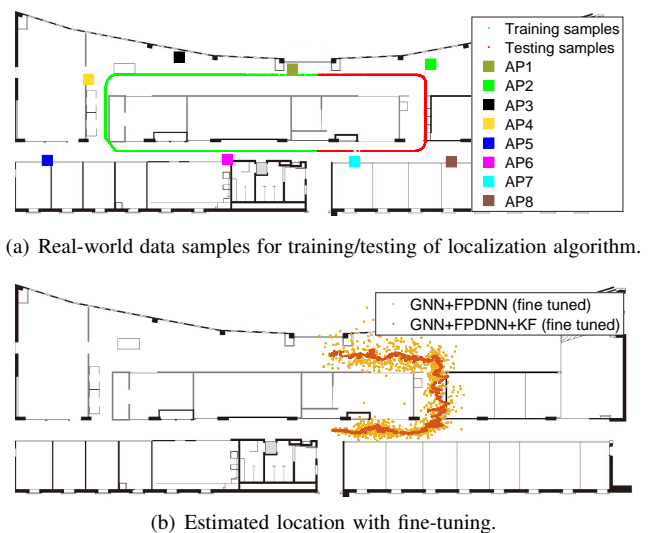 Training samples
Testing samples
AP1
AP2
AP3
AP4
AP5
AP6
AP7
AP8
(a) Real-world data samples for training/testing of localization algorithm.
GNN+FPDNN (fine tuned)
GNN+FPDNN+KF (fine tuned)
(b) Estimated location with fine-tuning.